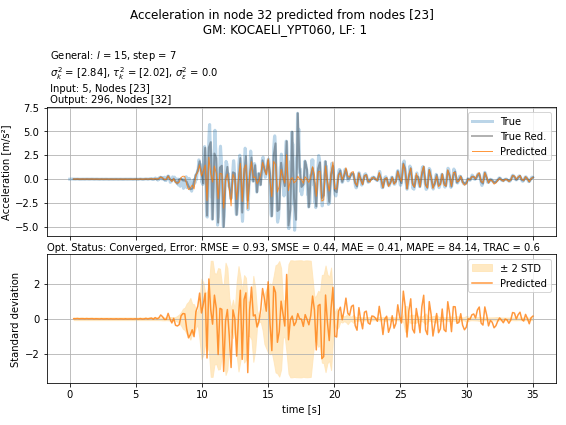 Acceleration in node 32 predicted from nodes [23]
GM: KOCAELI_YPT060, LF: 1
General: l = 15, step = 7
σ²ₖ = [2.84], τ²ₖ = [2.02], σ²ε = 0.0
Input: 5, Nodes [23]
Output: 296, Nodes [32]
7.5
5.0
2.5
0.0
−2.5
−5.0
Acceleration [m/s²]
True
True Red.
Predicted
Opt. Status: Converged, Error: RMSE = 0.93, SMSE = 0.44, MAE = 0.41, MAPE = 84.14, TRAC = 0.6
2
0
−2
Standard deviation
± 2 STD
Predicted
0 5 10 15 20 25 30 35
time [s]